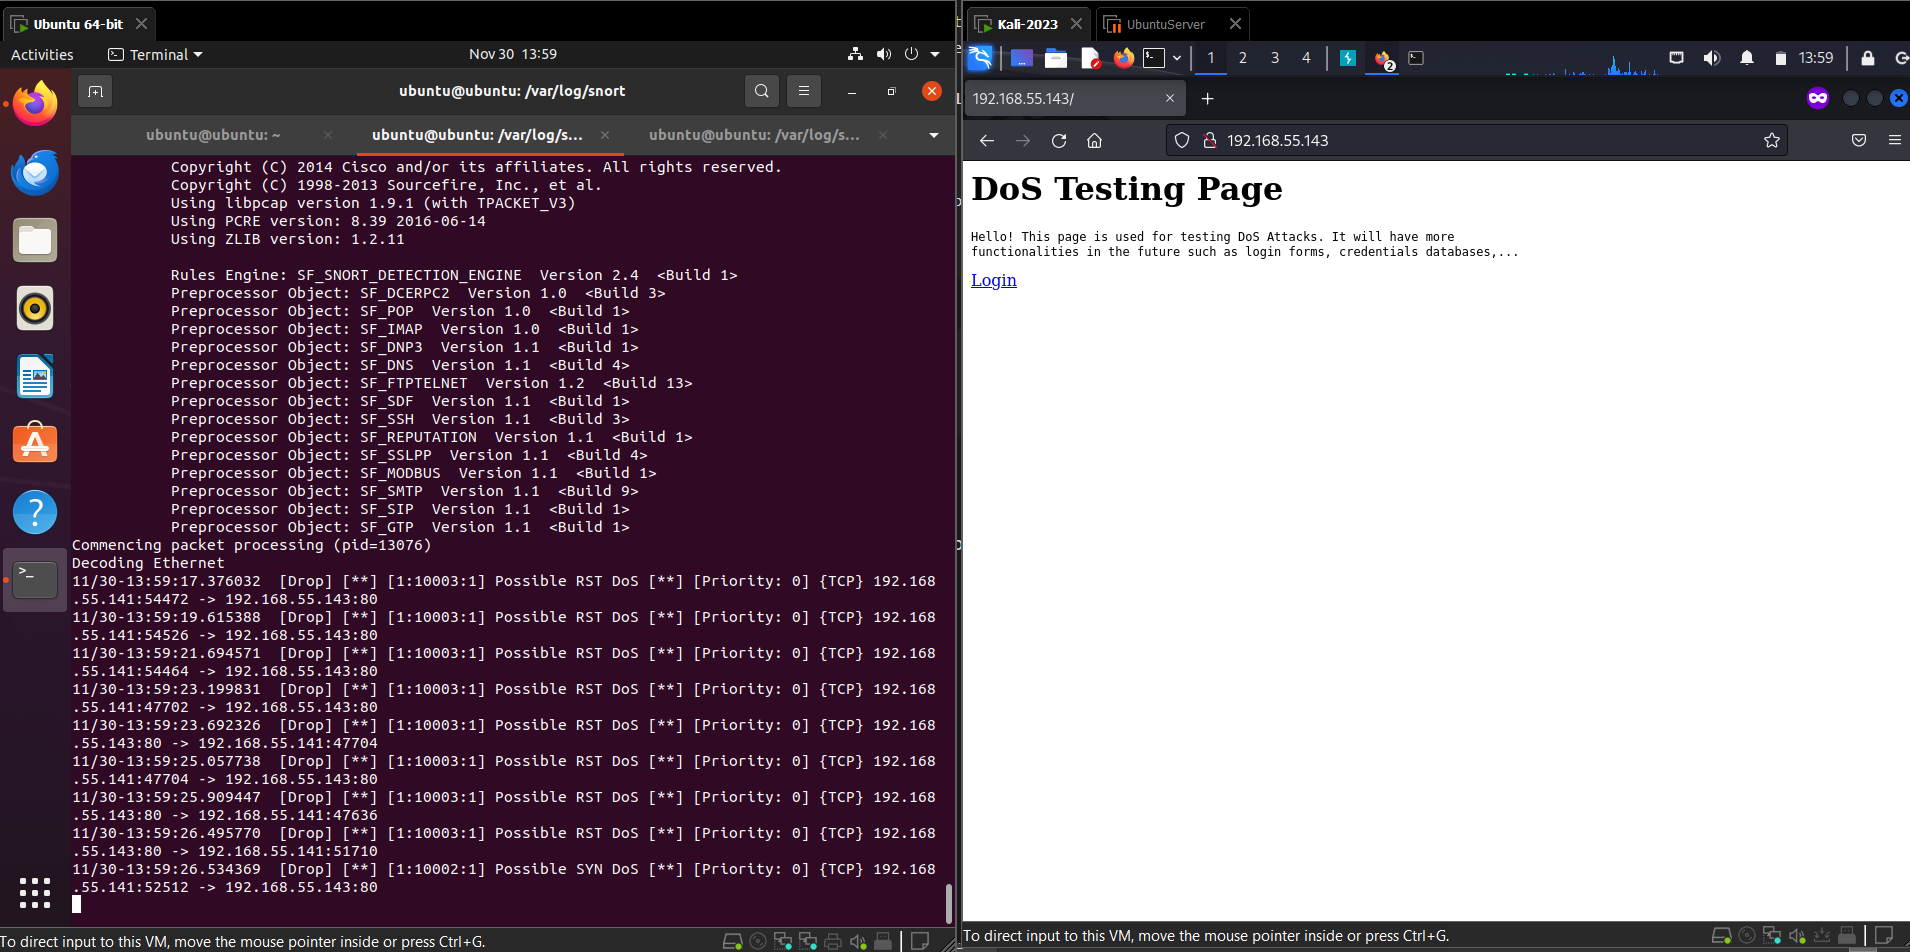 Ubuntu 64-bit
Activities
Terminal
Nov 30 13:59
ubuntu@ubuntu: /var/log/snort
ubuntu@ubuntu: ~
ubuntu@ubuntu: /var/log/s...
ubuntu@ubuntu: /var/log/s...
Copyright (C) 2014 Cisco and/or its affiliates. All rights reserved.
Copyright (C) 1998-2013 Sourcefire, Inc., et al.
Using libpcap version 1.9.1 (with TPACKET_V3)
Using PCRE version: 8.39 2016-06-14
Using ZLIB version: 1.2.11
Rules Engine: SF_SNORT_DETECTION_ENGINE  Version 2.4  <Build 1>
Preprocessor Object: SF_DCERPC2  Version 1.0  <Build 3>
Preprocessor Object: SF_POP  Version 1.0  <Build 1>
Preprocessor Object: SF_IMAP  Version 1.0  <Build 1>
Preprocessor Object: SF_DNP3  Version 1.1  <Build 1>
Preprocessor Object: SF_DNS  Version 1.1  <Build 4>
Preprocessor Object: SF_FTPTELNET  Version 1.2  <Build 13>
Preprocessor Object: SF_SDF  Version 1.1  <Build 1>
Preprocessor Object: SF_SSH  Version 1.1  <Build 3>
Preprocessor Object: SF_REPUTATION  Version 1.1  <Build 1>
Preprocessor Object: SF_SSLPP  Version 1.1  <Build 4>
Preprocessor Object: SF_MODBUS  Version 1.1  <Build 1>
Preprocessor Object: SF_SMTP  Version 1.1  <Build 9>
Preprocessor Object: SF_SIP  Version 1.1  <Build 1>
Preprocessor Object: SF_GTP  Version 1.1  <Build 1>
Commencing packet processing (pid=13076)
Decoding Ethernet
11/30-13:59:17.376032  [Drop] [**] [1:10003:1] Possible RST DoS [**] [Priority: 0] {TCP} 192.168
.55.141:54472 -> 192.168.55.143:80
11/30-13:59:19.615388  [Drop] [**] [1:10003:1] Possible RST DoS [**] [Priority: 0] {TCP} 192.168
.55.141:54526 -> 192.168.55.143:80
11/30-13:59:21.694571  [Drop] [**] [1:10003:1] Possible RST DoS [**] [Priority: 0] {TCP} 192.168
.55.141:54464 -> 192.168.55.143:80
11/30-13:59:23.199831  [Drop] [**] [1:10003:1] Possible RST DoS [**] [Priority: 0] {TCP} 192.168
.55.141:47702 -> 192.168.55.143:80
11/30-13:59:23.692326  [Drop] [**] [1:10003:1] Possible RST DoS [**] [Priority: 0] {TCP} 192.168
.55.143:80 -> 192.168.55.141:47704
11/30-13:59:25.057738  [Drop] [**] [1:10003:1] Possible RST DoS [**] [Priority: 0] {TCP} 192.168
.55.141:47704 -> 192.168.55.143:80
11/30-13:59:25.909447  [Drop] [**] [1:10003:1] Possible RST DoS [**] [Priority: 0] {TCP} 192.168
.55.143:80 -> 192.168.55.141:47636
11/30-13:59:26.495770  [Drop] [**] [1:10003:1] Possible RST DoS [**] [Priority: 0] {TCP} 192.168
.55.143:80 -> 192.168.55.141:51710
11/30-13:59:26.534369  [Drop] [**] [1:10002:1] Possible SYN DoS [**] [Priority: 0] {TCP} 192.168
.55.141:52512 -> 192.168.55.143:80
To direct input to this VM, move the mouse pointer inside or press Ctrl+G.
Kali-2023
UbuntuServer
1 2 3 4
2
13:59
192.168.55.143/
192.168.55.143
DoS Testing Page
Hello! This page is used for testing DoS Attacks. It will have more
functionalities in the future such as login forms, credentials databases,...
Login
To direct input to this VM, move the mouse pointer inside or press Ctrl+G.